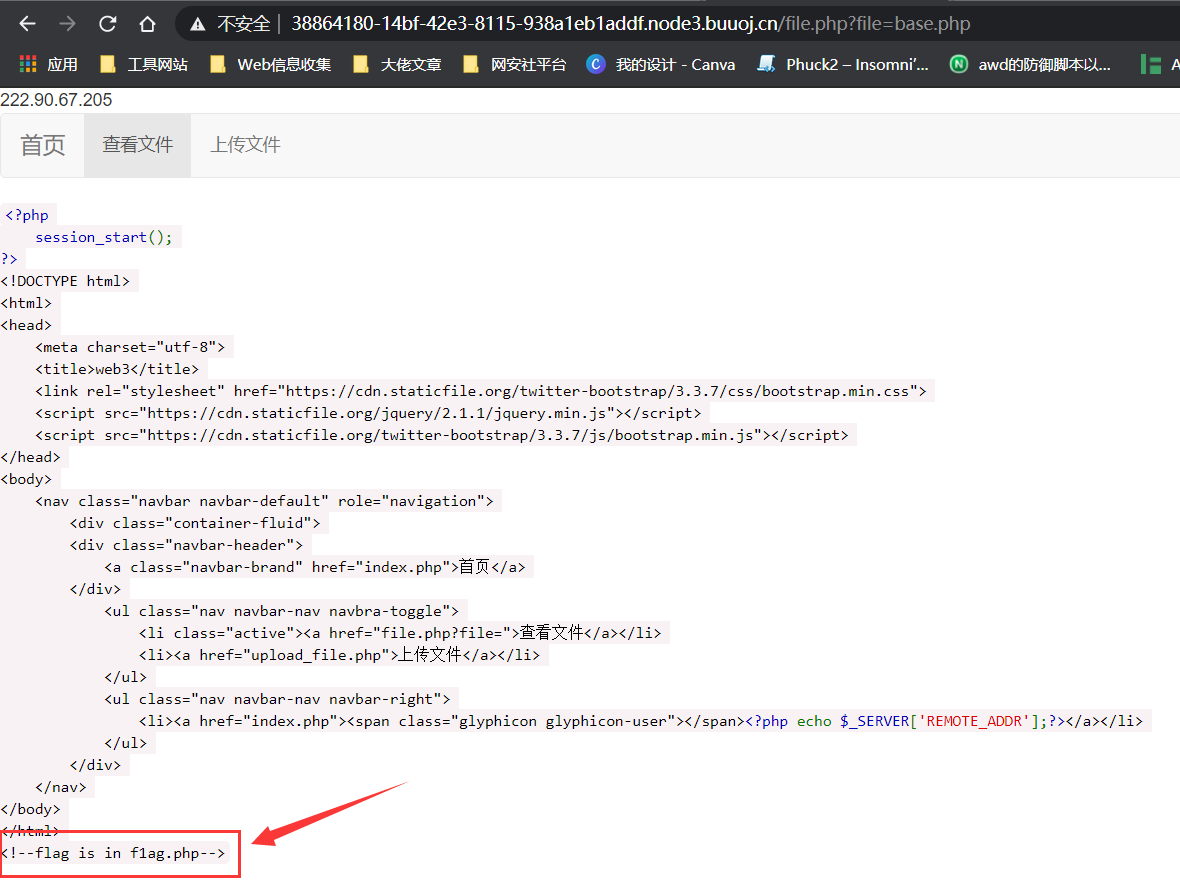 不安全 | 38864180-14bf-42e3-8115-938a1eb1addf.node3.buuoj.cn/file.php?file=base.php
应用 工具网站 Web信息收集 大佬文章 网安社平台 C 我的设计 - Canva Phuck2 – Insomni’... N awd的防御脚本以... A
222.90.67.205
首页 查看文件 上传文件
<?php
    session_start();
?>
<!DOCTYPE html>
<html>
<head>
    <meta charset="utf-8">
    <title>web3</title>
    <link rel="stylesheet" href="https://cdn.staticfile.org/twitter-bootstrap/3.3.7/css/bootstrap.min.css">
    <script src="https://cdn.staticfile.org/jquery/2.1.1/jquery.min.js"></script>
    <script src="https://cdn.staticfile.org/twitter-bootstrap/3.3.7/js/bootstrap.min.js"></script>
</head>
<body>
    <nav class="navbar navbar-default" role="navigation">
        <div class="container-fluid">
        <div class="navbar-header">
            <a class="navbar-brand" href="index.php">首页</a>
        </div>
            <ul class="nav navbar-nav navbra-toggle">
                <li class="active"><a href="file.php?file=">查看文件</a></li>
                <li><a href="upload_file.php">上传文件</a></li>
            </ul>
            <ul class="nav navbar-nav navbar-right">
                <li><a href="index.php"><span class="glyphicon glyphicon-user"></span><?php echo $_SERVER['REMOTE_ADDR'];?></a></li>
            </ul>
        </div>
    </nav>
</body>
</html>
<!--flag is in f1ag.php-->